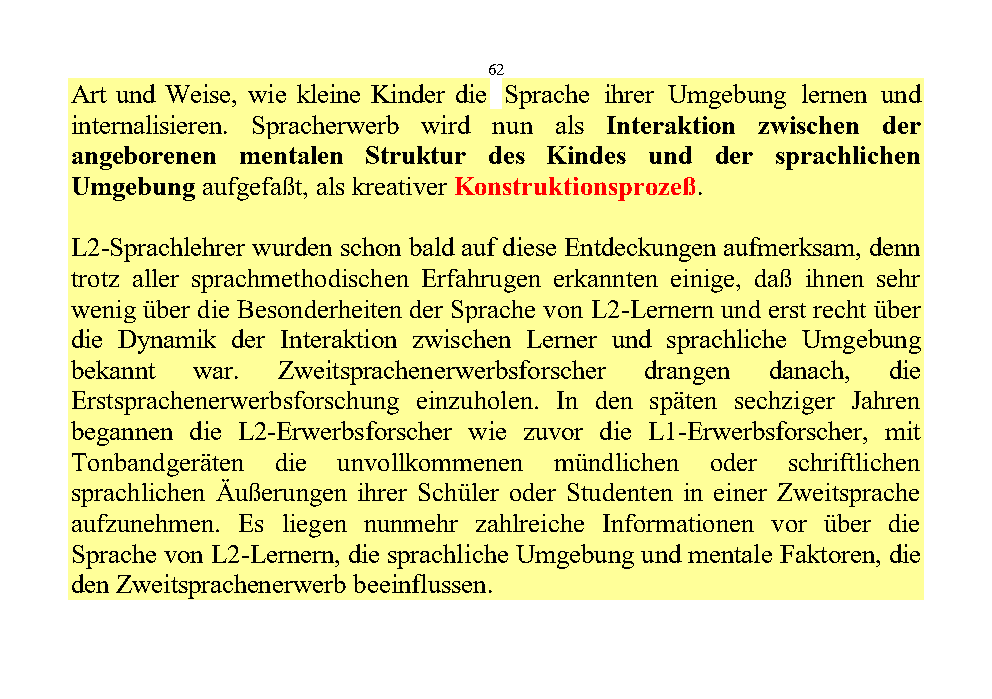 62
Art und Weise, wie kleine Kinder die Sprache ihrer Umgebung lernen und
internalisieren. Spracherwerb wird nun als Interaktion zwischen der
angeborenen mentalen Struktur des Kindes und der sprachlichen
Umgebung aufgefaßt, als kreativer Konstruktionsprozeß.
L2-Sprachlehrer wurden schon bald auf diese Entdeckungen aufmerksam, denn
trotz aller sprachmethodischen Erfahrugen erkannten einige, daß ihnen sehr
wenig über die Besonderheiten der Sprache von L2-Lernern und erst recht über
die Dynamik der Interaktion zwischen Lerner und sprachliche Umgebung
bekannt war. Zweitsprachenerwerbsforscher drangen danach, die
Erstsprachenerwerbsforschung einzuholen. In den späten sechziger Jahren
begannen die L2-Erwerbsforscher wie zuvor die L1-Erwerbsforscher, mit
Tonbandgeräten die unvollkommenen mündlichen oder schriftlichen
sprachlichen Äußerungen ihrer Schüler oder Studenten in einer Zweitsprache
aufzunehmen. Es liegen nunmehr zahlreiche Informationen vor über die
Sprache von L2-Lernern, die sprachliche Umgebung und mentale Faktoren, die
den Zweitsprachenerwerb beeinflussen.